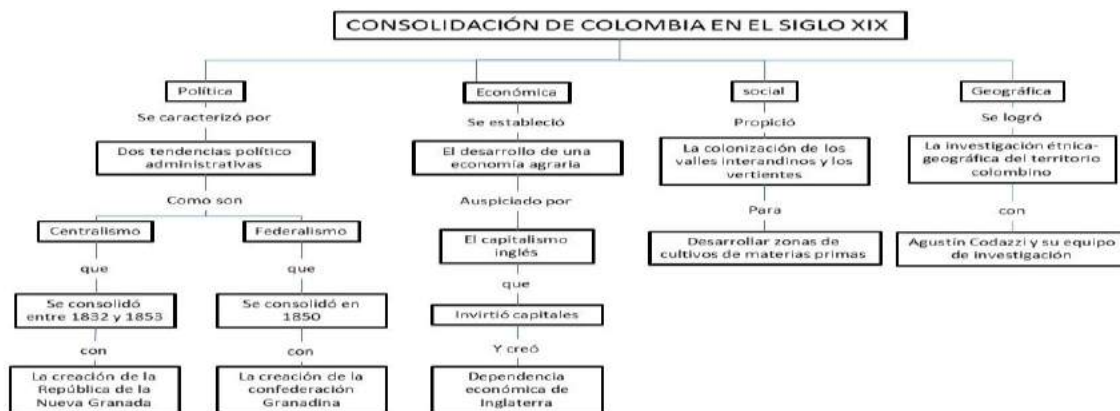 CONSOLIDACIÓN DE COLOMBIA EN EL SIGLO XIX
Política
Se caracterizó por
Dos tendencias político
administrativas
Como son
Centralismo
que
Se consolidó
entre 1832 y 1853
con
La creación de la
República de la
Nueva Granada
Federalismo
que
Se consolidó en
1850
con
La creación de la
confederación
Granadina
Económica
Se estableció
El desarrollo de una
economía agraria
Auspiciado por
El capitalismo
inglés
que
Invirtió capitales
Y creó
Dependencia
económica de
Inglaterra
social
Propició
La colonización de los
valles interandinos y los
vertientes
Para
Desarrollar zonas de
cultivos de materias primas
Geográfica
Se logró
La investigación étnica-
geográfica del territorio
colombino
con
Agustín Codazzi y su equipo
de investigación